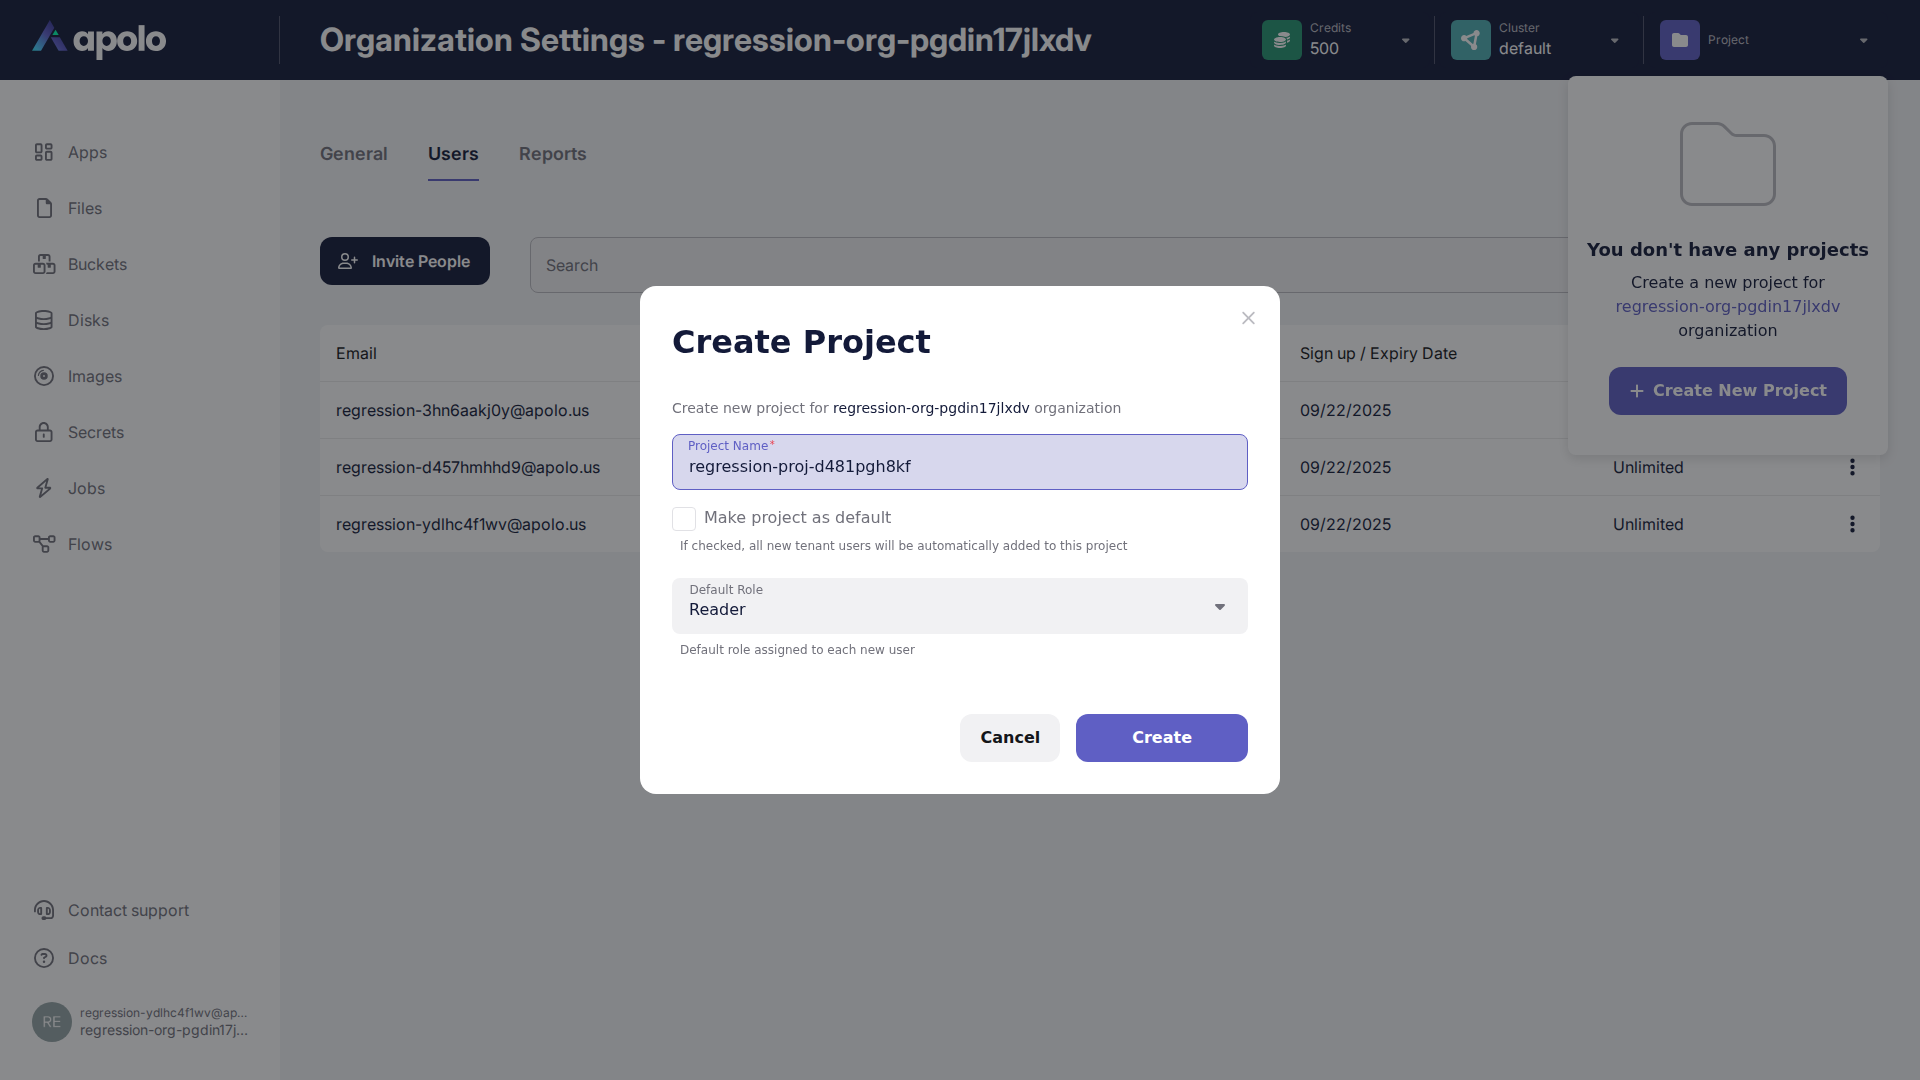 apolo
Organization Settings - regression-org-pgdin17jlxdv
Credits
500
Cluster
default
Project
Apps
Files
Buckets
Disks
Images
Secrets
Jobs
Flows
Contact support
Docs
RE
regression-ydlhc4f1wv@ap...
regression-org-pgdin17j...
General
Users
Reports
Invite People
Search
Email
Sign up / Expiry Date
regression-3hn6aakj0y@apolo.us
09/22/2025
regression-d457hmhhd9@apolo.us
09/22/2025
Unlimited
regression-ydlhc4f1wv@apolo.us
09/22/2025
Unlimited
You don't have any projects
Create a new project for
regression-org-pgdin17jlxdv
organization
Create New Project
Create Project
Create new project for regression-org-pgdin17jlxdv organization
Project Name*
regression-proj-d481pgh8kf
Make project as default
If checked, all new tenant users will be automatically added to this project
Default Role
Reader
Default role assigned to each new user
Cancel
Create